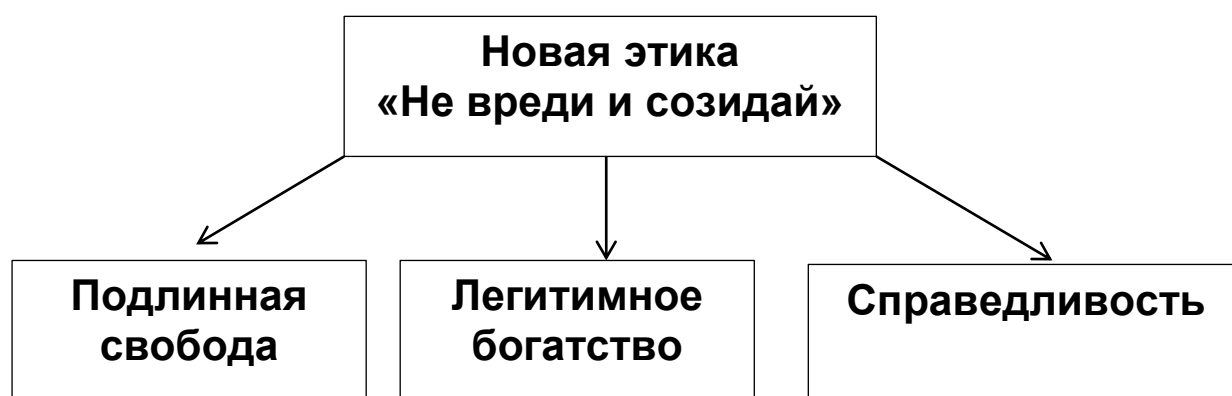 Новая этика
«Не вреди и созидай»
Подлинная
свобода
Легитимное
богатство
Справедливость